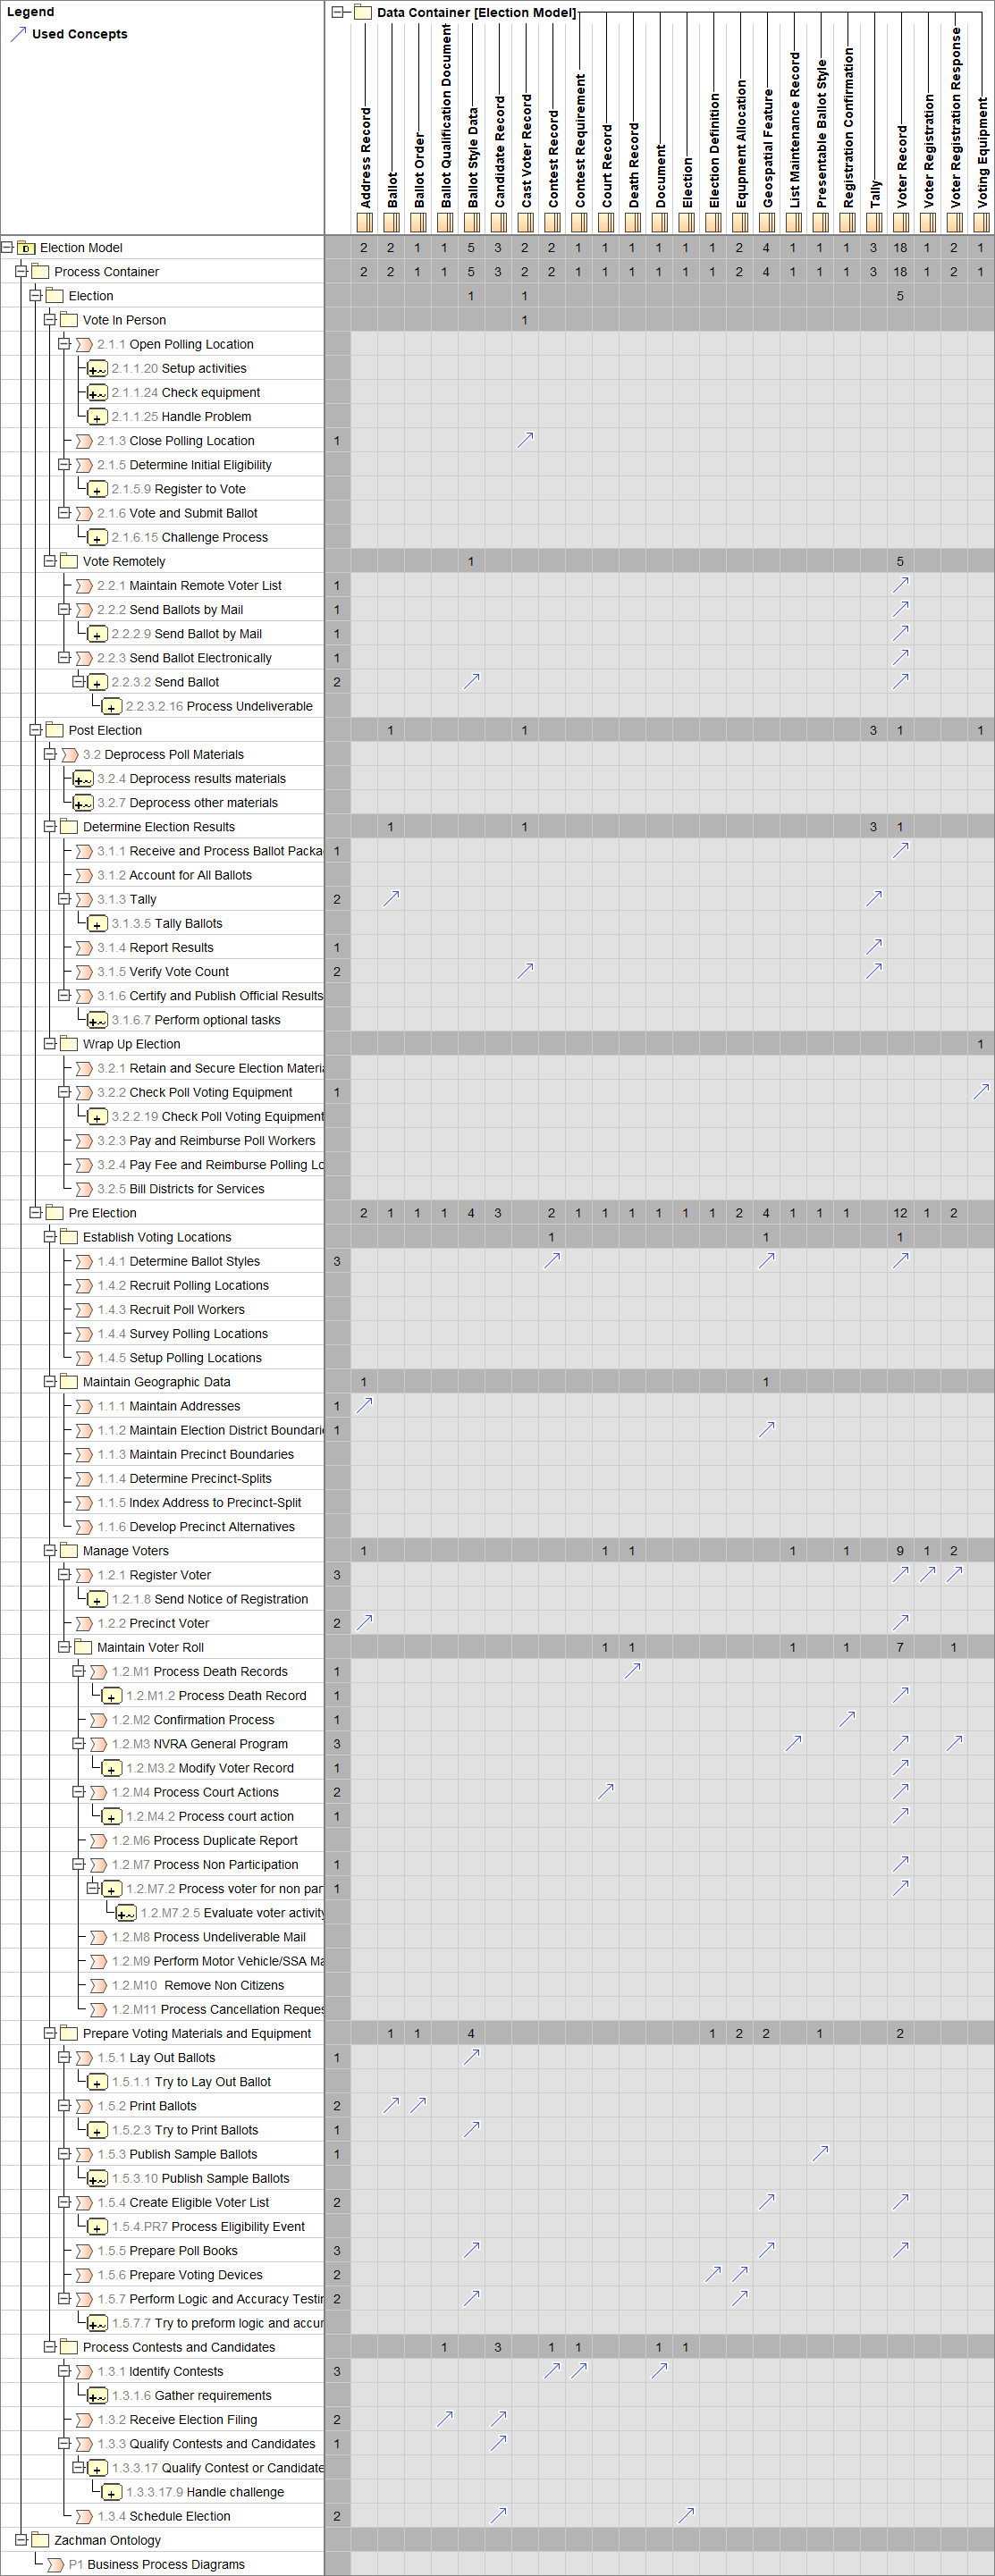 Legend
Used Concepts
Data Container [Election Model]
Address Record
Ballot
Ballot Order
Ballot Qualification Document
Ballot Style Data
Candidate Record
Cast Voter Record
Contest Record
Contest Requirement
Court Record
Death Record
Document
Election
Election Definition
Equpment Allocation
Geospatial Feature
List Maintenance Record
Presentable Ballot Style
Registration Confirmation
Tally
Voter Record
Voter Registration
Voter Registration Response
Voting Equipment
Election Model 2 2 1 1 5 3 2 2 1 1 1 1 1 1 2 4 1 1 1 3 18 1 2 1
Process Container 2 2 1 1 5 3 2 2 1 1 1 1 1 1 2 4 1 1 1 3 18 1 2 1
Election 1 1 5
Vote In Person 1
2.1.1 Open Polling Location
2.1.1.20 Setup activities
2.1.1.24 Check equipment
2.1.1.25 Handle Problem
2.1.3 Close Polling Location 1
2.1.5 Determine Initial Eligibility
2.1.5.9 Register to Vote
2.1.6 Vote and Submit Ballot
2.1.6.15 Challenge Process
Vote Remotely 1 5
2.2.1 Maintain Remote Voter List 1
2.2.2 Send Ballots by Mail 1
2.2.2.9 Send Ballot by Mail 1
2.2.3 Send Ballot Electronically 1
2.2.3.2 Send Ballot 2
2.2.3.2.16 Process Undeliverable
Post Election 1 1 3 1 1
3.2 Deprocess Poll Materials
3.2.4 Deprocess results materials
3.2.7 Deprocess other materials
Determine Election Results 1 1 3 1
3.1.1 Receive and Process Ballot Packa 1
3.1.2 Account for All Ballots
3.1.3 Tally 2
3.1.3.5 Tally Ballots
3.1.4 Report Results 1
3.1.5 Verify Vote Count 2
3.1.6 Certify and Publish Official Results
3.1.6.7 Perform optional tasks
Wrap Up Election 1
3.2.1 Retain and Secure Election Materi
3.2.2 Check Poll Voting Equipment 1
3.2.2.19 Check Poll Voting Equipment
3.2.3 Pay and Reimburse Poll Workers
3.2.4 Pay Fee and Reimburse Polling Lo
3.2.5 Bill Districts for Services
Pre Election 2 1 1 1 4 3 2 1 1 1 1 1 1 2 4 1 1 1 12 1 2
Establish Voting Locations 1 1 1
1.4.1 Determine Ballot Styles 3
1.4.2 Recruit Polling Locations
1.4.3 Recruit Poll Workers
1.4.4 Survey Polling Locations
1.4.5 Setup Polling Locations
Maintain Geographic Data 1 1
1.1.1 Maintain Addresses 1
1.1.2 Maintain Election District Boundari 1
1.1.3 Maintain Precinct Boundaries
1.1.4 Determine Precinct-Splits
1.1.5 Index Address to Precinct-Split
1.1.6 Develop Precinct Alternatives
Manage Voters 1 1 1 1 1 9 1 2
1.2.1 Register Voter 3
1.2.1.8 Send Notice of Registration
1.2.2 Precinct Voter 2
Maintain Voter Roll 1 1 1 1 7 1
1.2.M1 Process Death Records 1
1.2.M1.2 Process Death Record 1
1.2.M2 Confirmation Process 1
1.2.M3 NVRA General Program 3
1.2.M3.2 Modify Voter Record 1
1.2.M4 Process Court Actions 2
1.2.M4.2 Process court action 1
1.2.M6 Process Duplicate Report
1.2.M7 Process Non Participation 1
1.2.M7.2 Process voter for non par 1
1.2.M7.2.5 Evaluate voter activity
1.2.M8 Process Undeliverable Mail
1.2.M9 Perform Motor Vehicle/SSA Ma
1.2.M10 Remove Non Citizens
1.2.M11 Process Cancellation Reques
Prepare Voting Materials and Equipment 1 1 4 1 2 2 1 2
1.5.1 Lay Out Ballots 1
1.5.1.1 Try to Lay Out Ballot
1.5.2 Print Ballots 2
1.5.2.3 Try to Print Ballots 1
1.5.3 Publish Sample Ballots 1
1.5.3.10 Publish Sample Ballots
1.5.4 Create Eligible Voter List 2
1.5.4.PR7 Process Eligibility Event
1.5.5 Prepare Poll Books 3
1.5.6 Prepare Voting Devices 2
1.5.7 Perform Logic and Accuracy Testin 2
1.5.7.7 Try to preform logic and accur
Process Contests and Candidates 1 3 1 1 1 1
1.3.1 Identify Contests 3
1.3.1.6 Gather requirements
1.3.2 Receive Election Filing 2
1.3.3 Qualify Contests and Candidates 1
1.3.3.17 Qualify Contest or Candidate
1.3.3.17.9 Handle challenge
1.3.4 Schedule Election 2
Zachman Ontology
P1 Business Process Diagrams